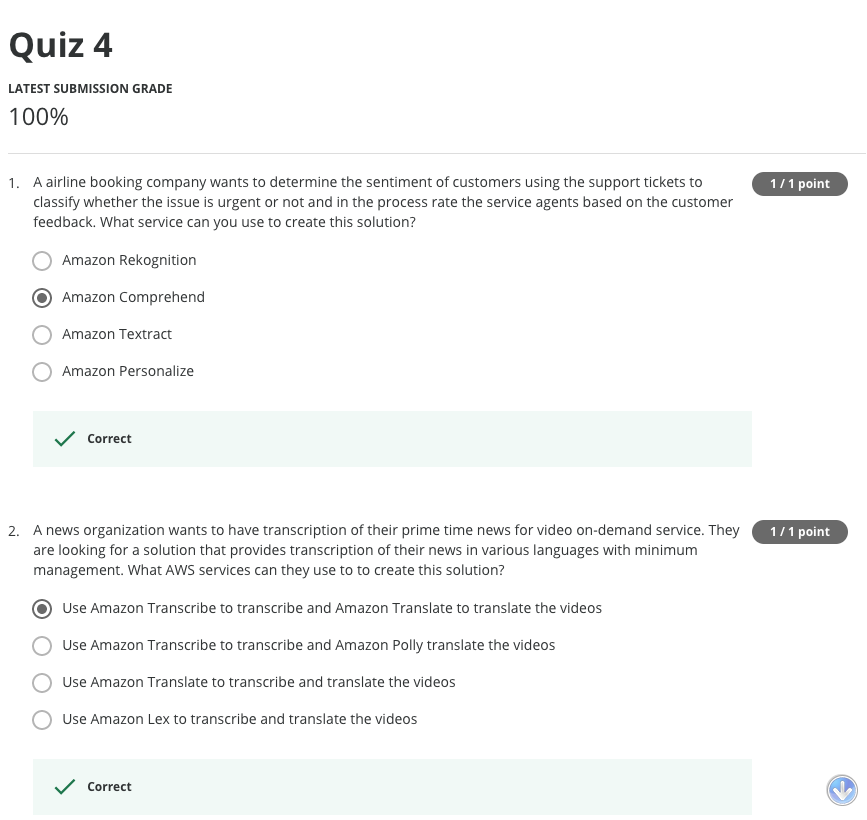 Quiz 4
LATEST SUBMISSION GRADE
100%
1. A airline booking company wants to determine the sentiment of customers using the support tickets to
classify whether the issue is urgent or not and in the process rate the service agents based on the customer
feedback. What service can you use to create this solution?
1 / 1 point
Amazon Rekognition
Amazon Comprehend
Amazon Textract
Amazon Personalize
Correct
2. A news organization wants to have transcription of their prime time news for video on-demand service. They
are looking for a solution that provides transcription of their news in various languages with minimum
management. What AWS services can they use to to create this solution?
1 / 1 point
Use Amazon Transcribe to transcribe and Amazon Translate to translate the videos
Use Amazon Transcribe to transcribe and Amazon Polly translate the videos
Use Amazon Translate to transcribe and translate the videos
Use Amazon Lex to transcribe and translate the videos
Correct